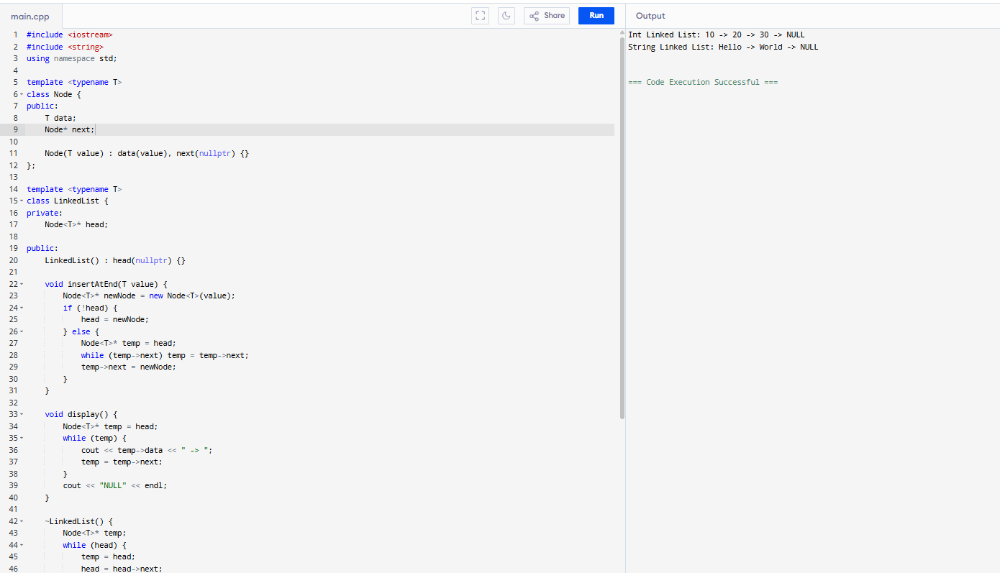 main.cpp
Share
Run
Output
1 #include <iostream>
2 #include <string>
3 using namespace std;
4
5 template <typename T>
6 class Node {
7 public:
8     T data;
9     Node* next;
10
11     Node(T value) : data(value), next(nullptr) {}
12 };
13
14 template <typename T>
15 class LinkedList {
16 private:
17     Node<T>* head;
18
19 public:
20     LinkedList() : head(nullptr) {}
21
22     void insertAtEnd(T value) {
23         Node<T>* newNode = new Node<T>(value);
24         if (!head) {
25             head = newNode;
26         } else {
27             Node<T>* temp = head;
28             while (temp->next) temp = temp->next;
29             temp->next = newNode;
30         }
31     }
32
33     void display() {
34         Node<T>* temp = head;
35         while (temp) {
36             cout << temp->data << " -> ";
37             temp = temp->next;
38         }
39         cout << "NULL" << endl;
40     }
41
42     ~LinkedList() {
43         Node<T>* temp;
44         while (head) {
45             temp = head;
46             head = head->next;
Int Linked List: 10 -> 20 -> 30 -> NULL
String Linked List: Hello -> World -> NULL
=== Code Execution Successful ===